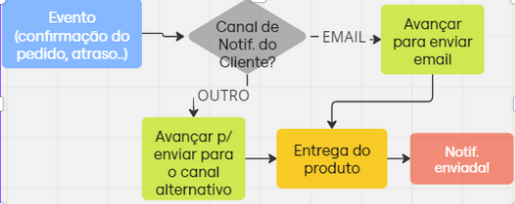 Evento
(confirmação do
pedido, atraso..)
Canal de
Notif. do
Cliente?
EMAIL
Avançar
para enviar
email
OUTRO
Avançar p/
enviar para
o canal
alternativo
Entrega do
produto
Notif.
enviada!